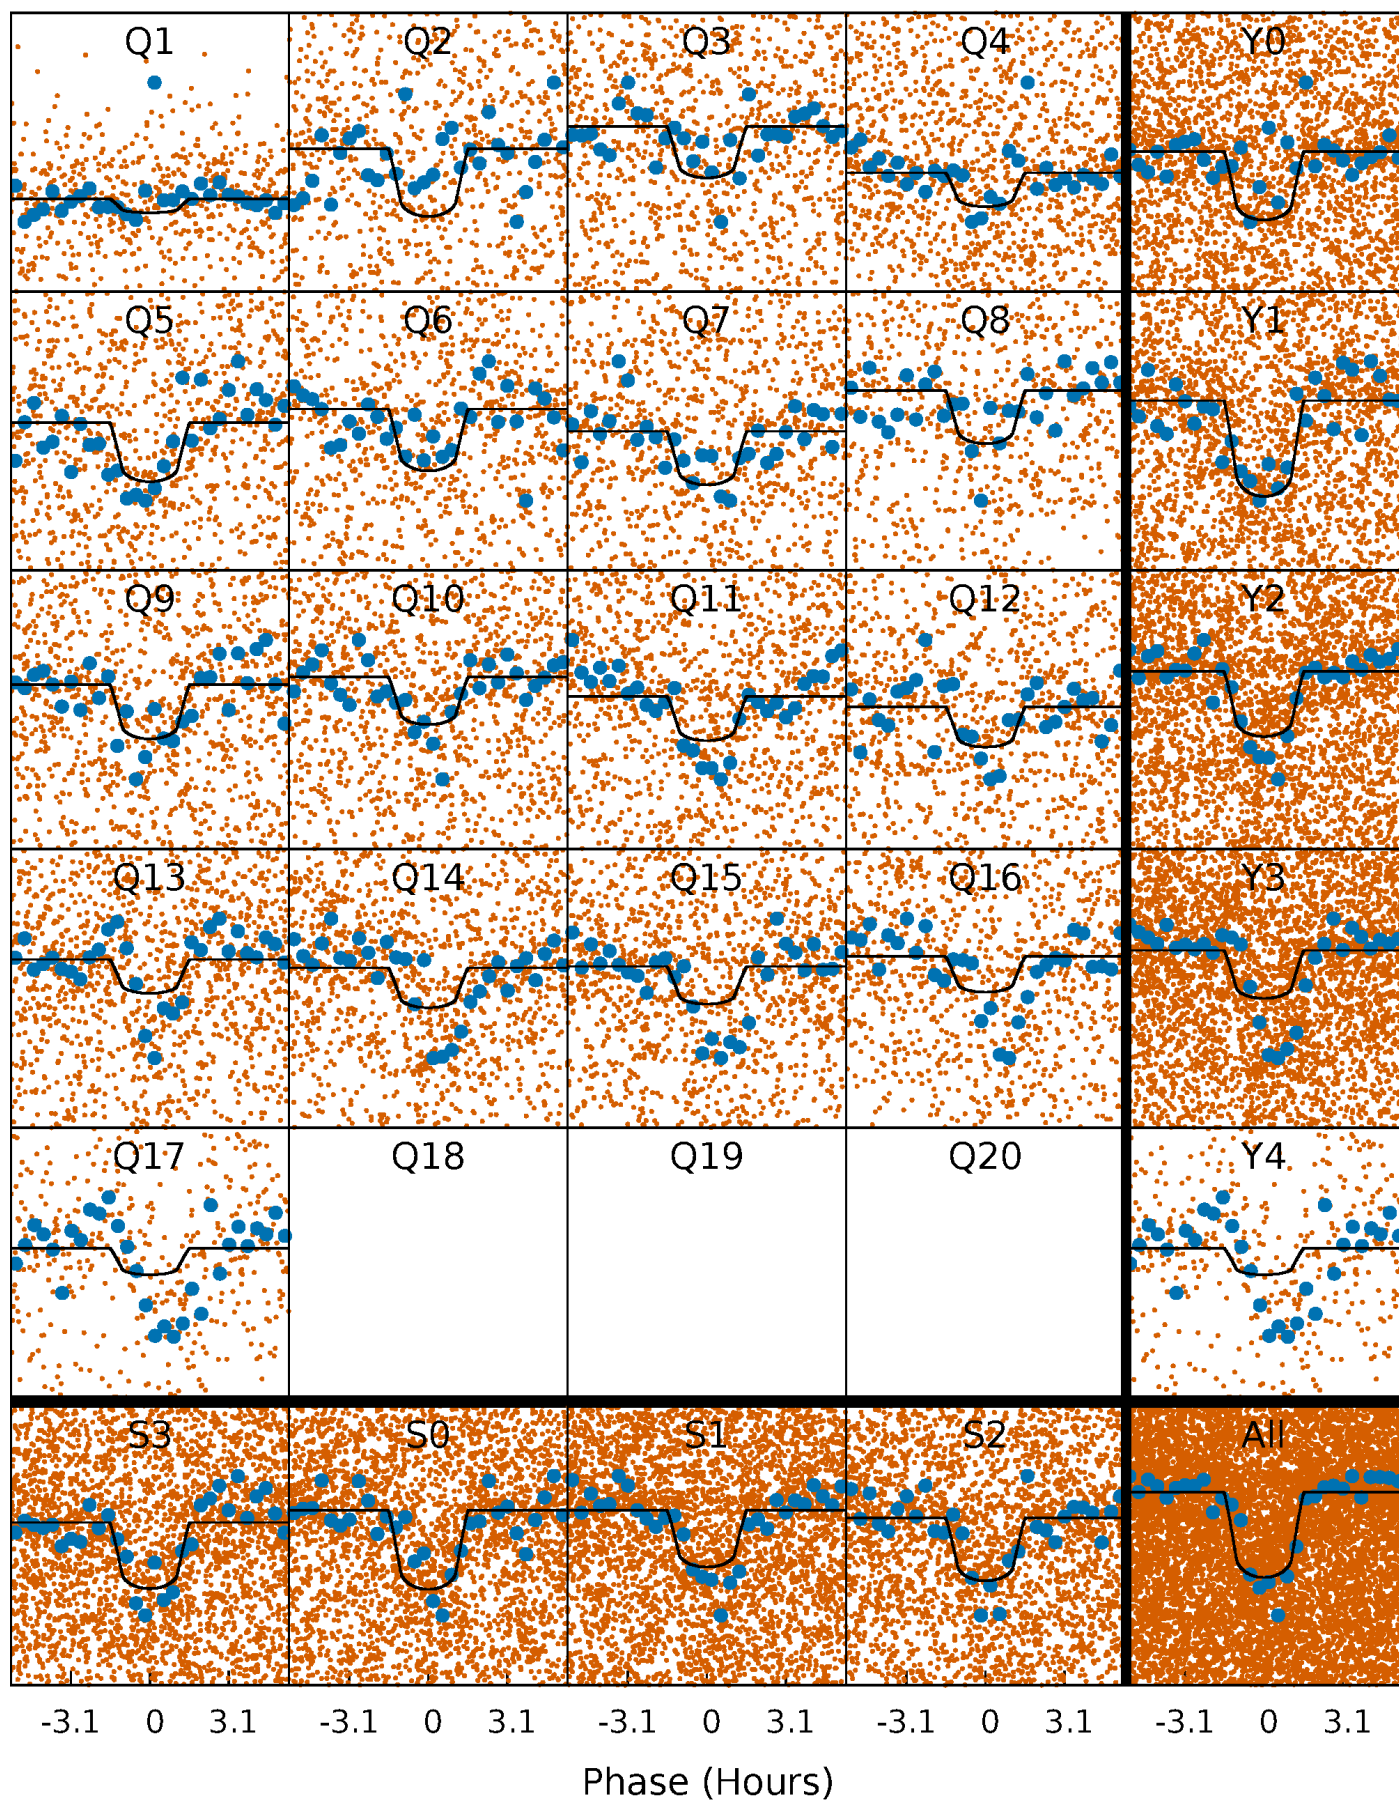 Q1 Q2 Q3 Q4 Y0
Q5 Q6 Q7 Q8 Y1
Q9 Q10 Q11 Q12 Y2
Q13 Q14 Q15 Q16 Y3
Q17 Q18 Q19 Q20 Y4
S3 S0 S1 S2 All
-3.1 0 3.1 -3.1 0 3.1 -3.1 0 3.1 -3.1 0 3.1 -3.1 0 3.1
Phase (Hours)